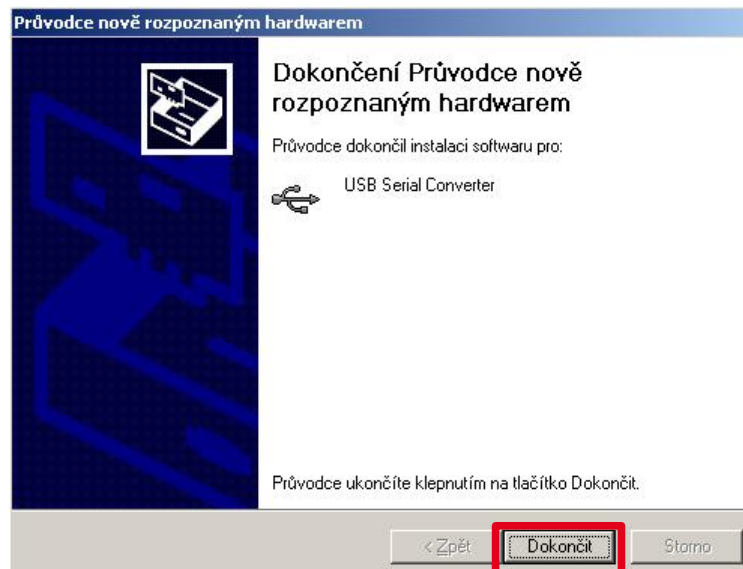 Průvodce nově rozpoznaným hardwarem
Dokončení Průvodce nově
rozpoznaným hardwarem
Průvodce dokončil instalaci softwaru pro:
USB Serial Converter
Průvodce ukončíte klepnutím na tlačítko Dokončit.
< Zpět
Dokončit
Storno